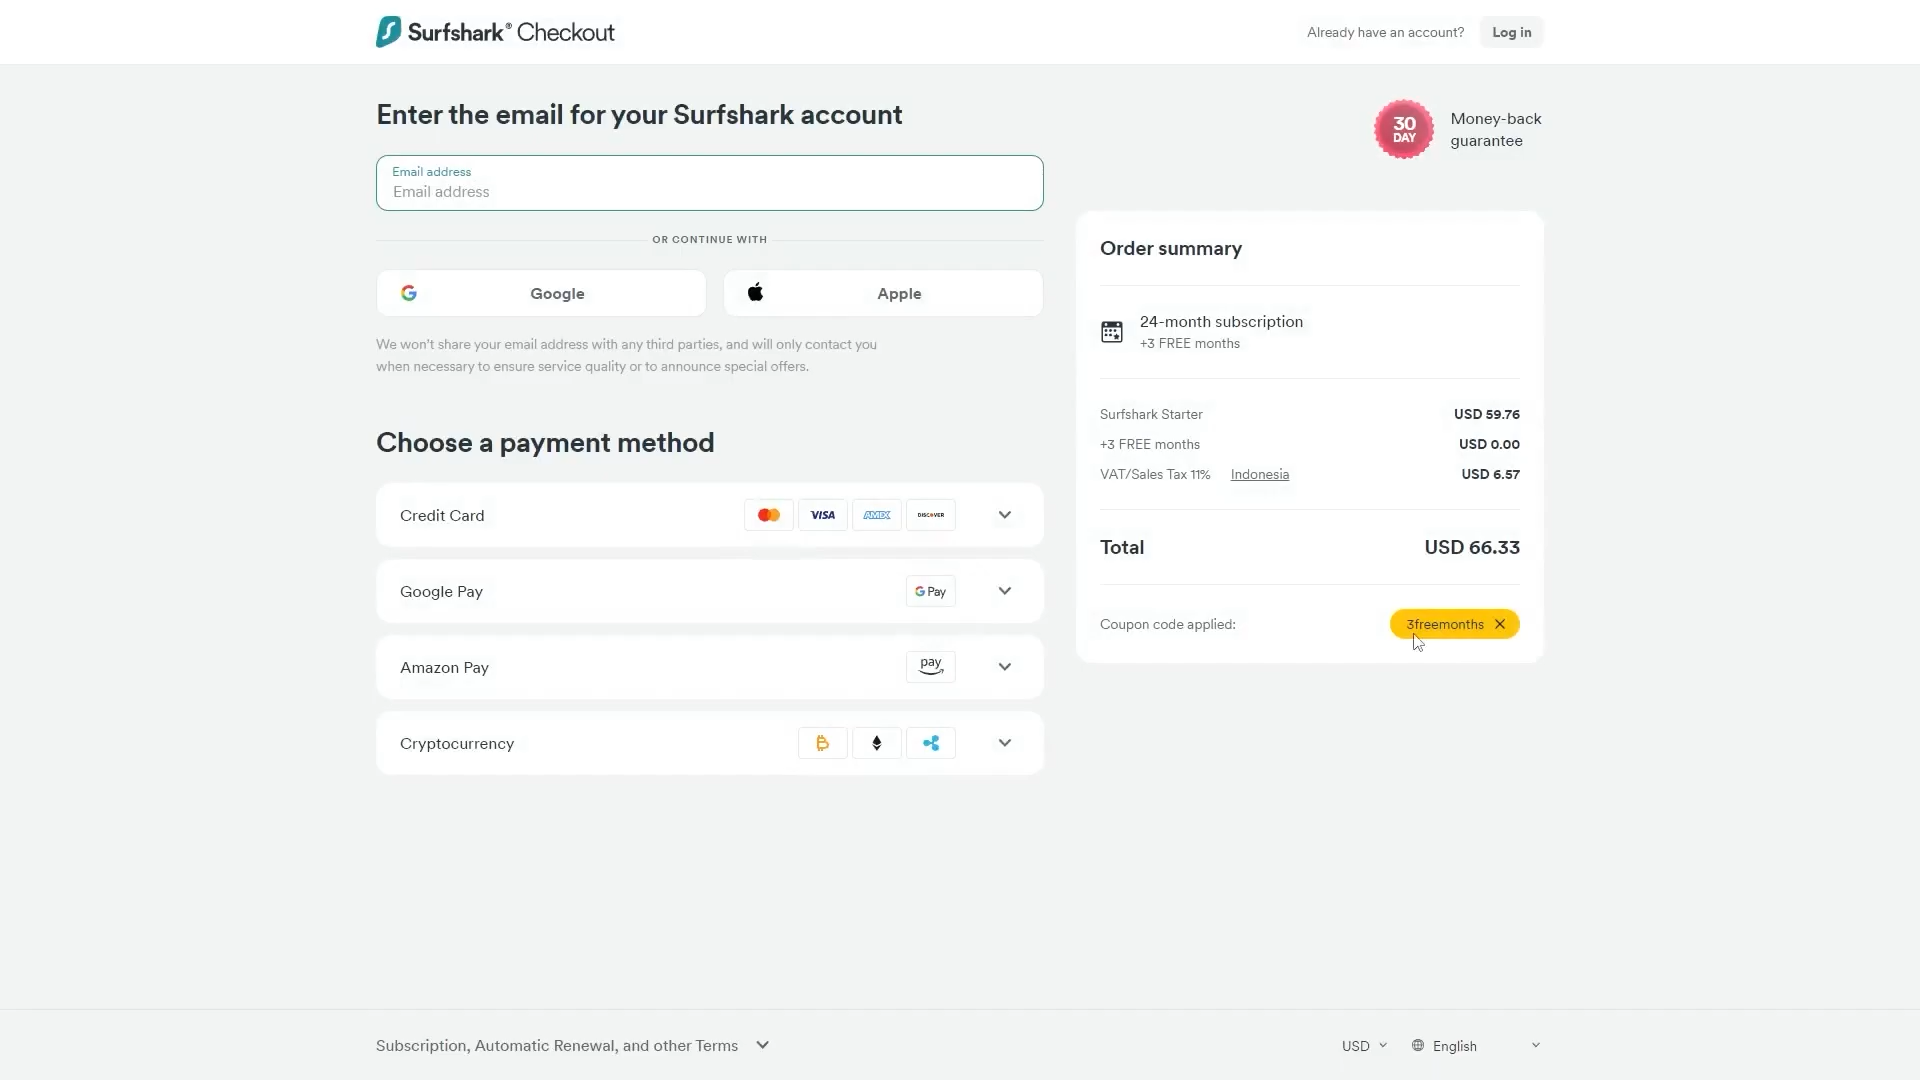 Surfshark® Checkout
Already have an account?
Log in
Enter the email for your Surfshark account
Email address
Email address
OR CONTINUE WITH
Google
Apple
We won't share your email address with any third parties, and will only contact you
when necessary to ensure service quality or to announce special offers.
Choose a payment method
Credit Card
VISA
AMEX
DISCOVER
Google Pay
G Pay
Amazon Pay
pay
Cryptocurrency
30
DAY
Money-back
guarantee
Order summary
24-month subscription
+3 FREE months
Surfshark Starter USD 59.76
+3 FREE months USD 0.00
VAT/Sales Tax 11% Indonesia USD 6.57
Total USD 66.33
Coupon code applied: 3freemonths
Subscription, Automatic Renewal, and other Terms
USD
English